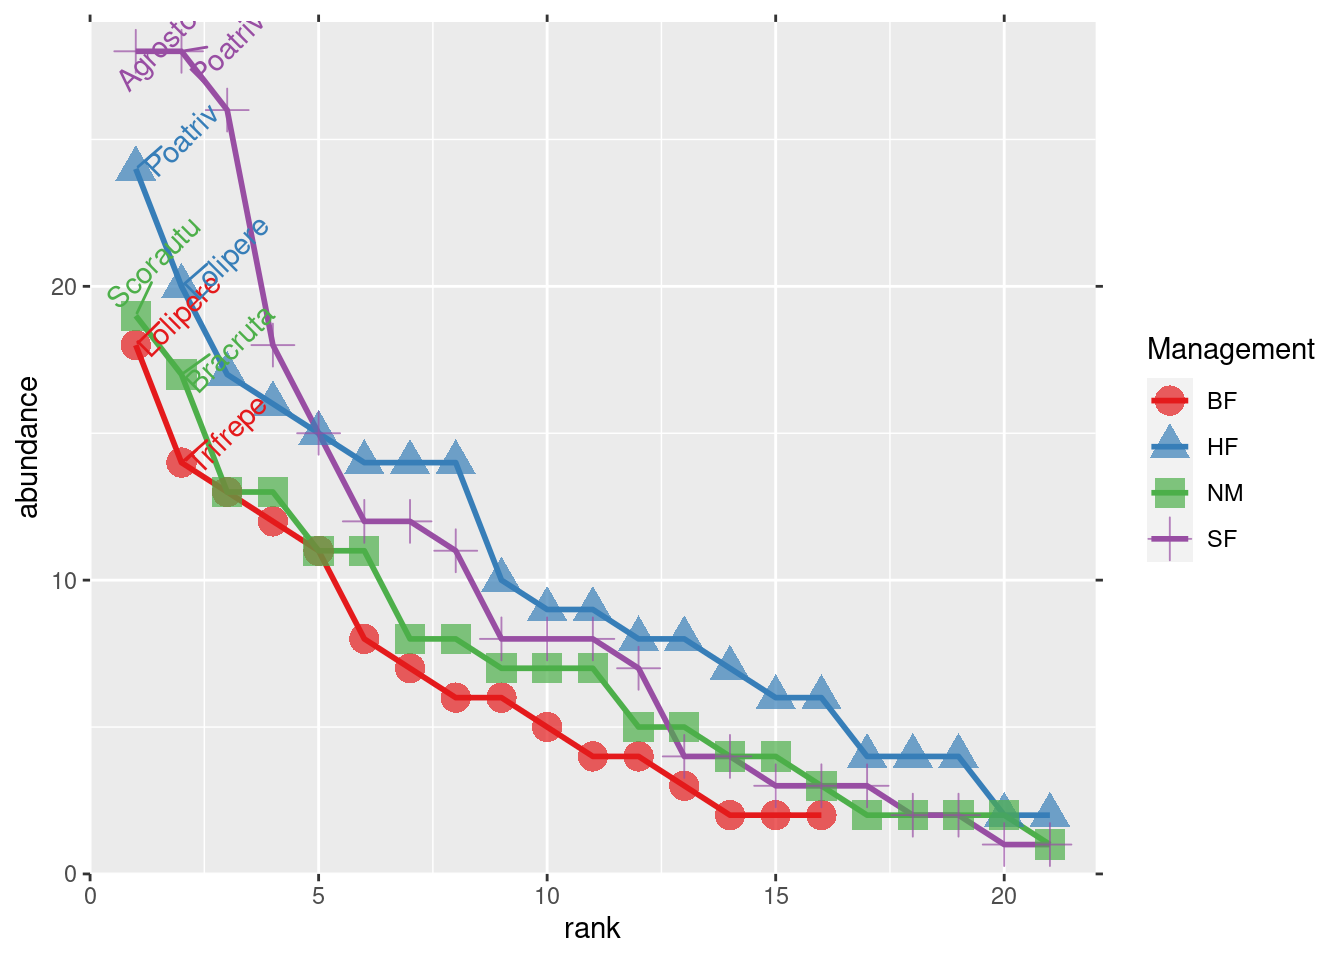 Poatriv
Poatriv
Scorautu
Lolipere
Lolipere
Bracruta
Trifrepe
abundance
20
10
0
0
5
10
15
20
rank
Management
BF
HF
NM
SF